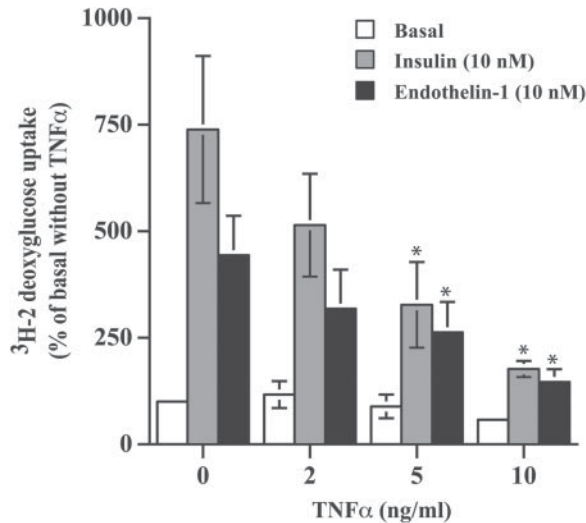 1000
750
500
250
0
³H-2 deoxyglucose uptake
(% of basal without TNFα)
Basal
Insulin (10 nM)
Endothelin-1 (10 nM)
* *
* *
0 2 5 10
TNFα (ng/ml)